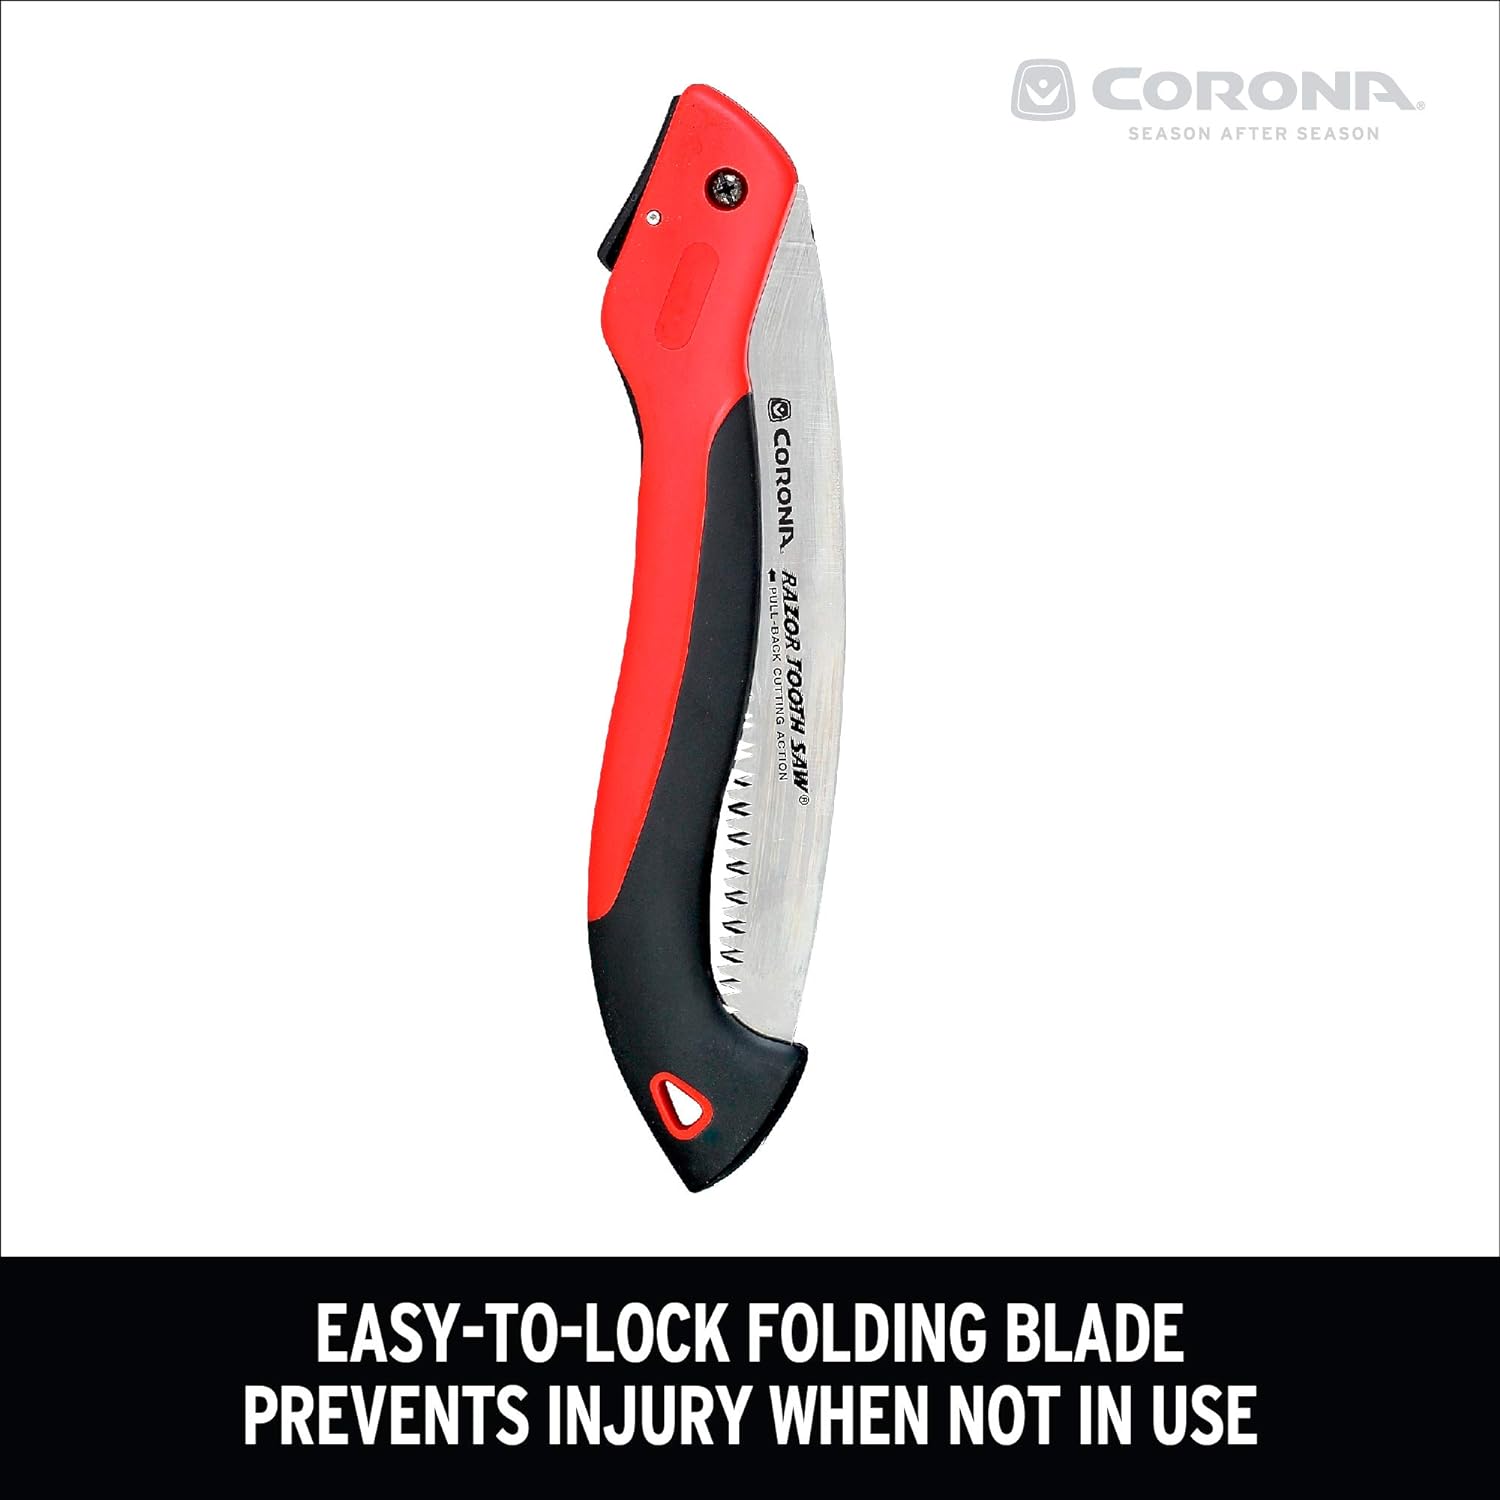 CORONA®
SEASON AFTER SEASON
CORONA
RAZOR TOOTH SAW®
PULL-BACK CUTTING ACTION
EASY-TO-LOCK FOLDING BLADE
PREVENTS INJURY WHEN NOT IN USE